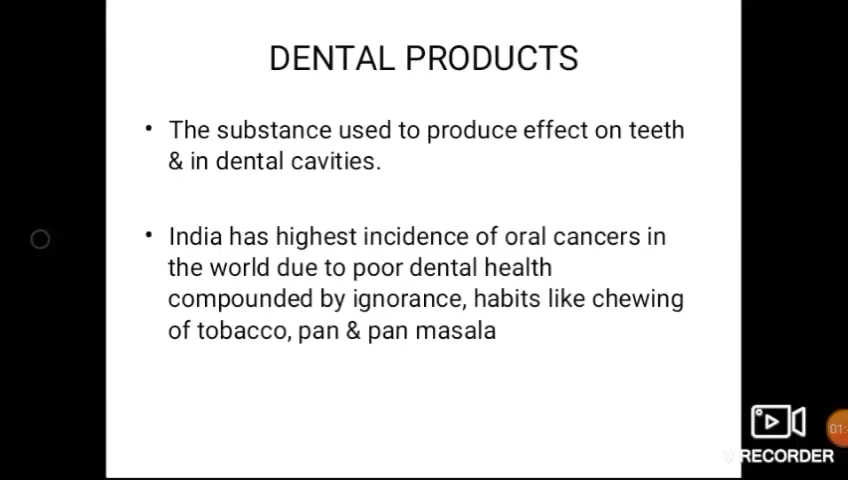 DENTAL PRODUCTS
• The substance used to produce effect on teeth
& in dental cavities.
• India has highest incidence of oral cancers in
the world due to poor dental health
compounded by ignorance, habits like chewing
of tobacco, pan & pan masala
RECORDER